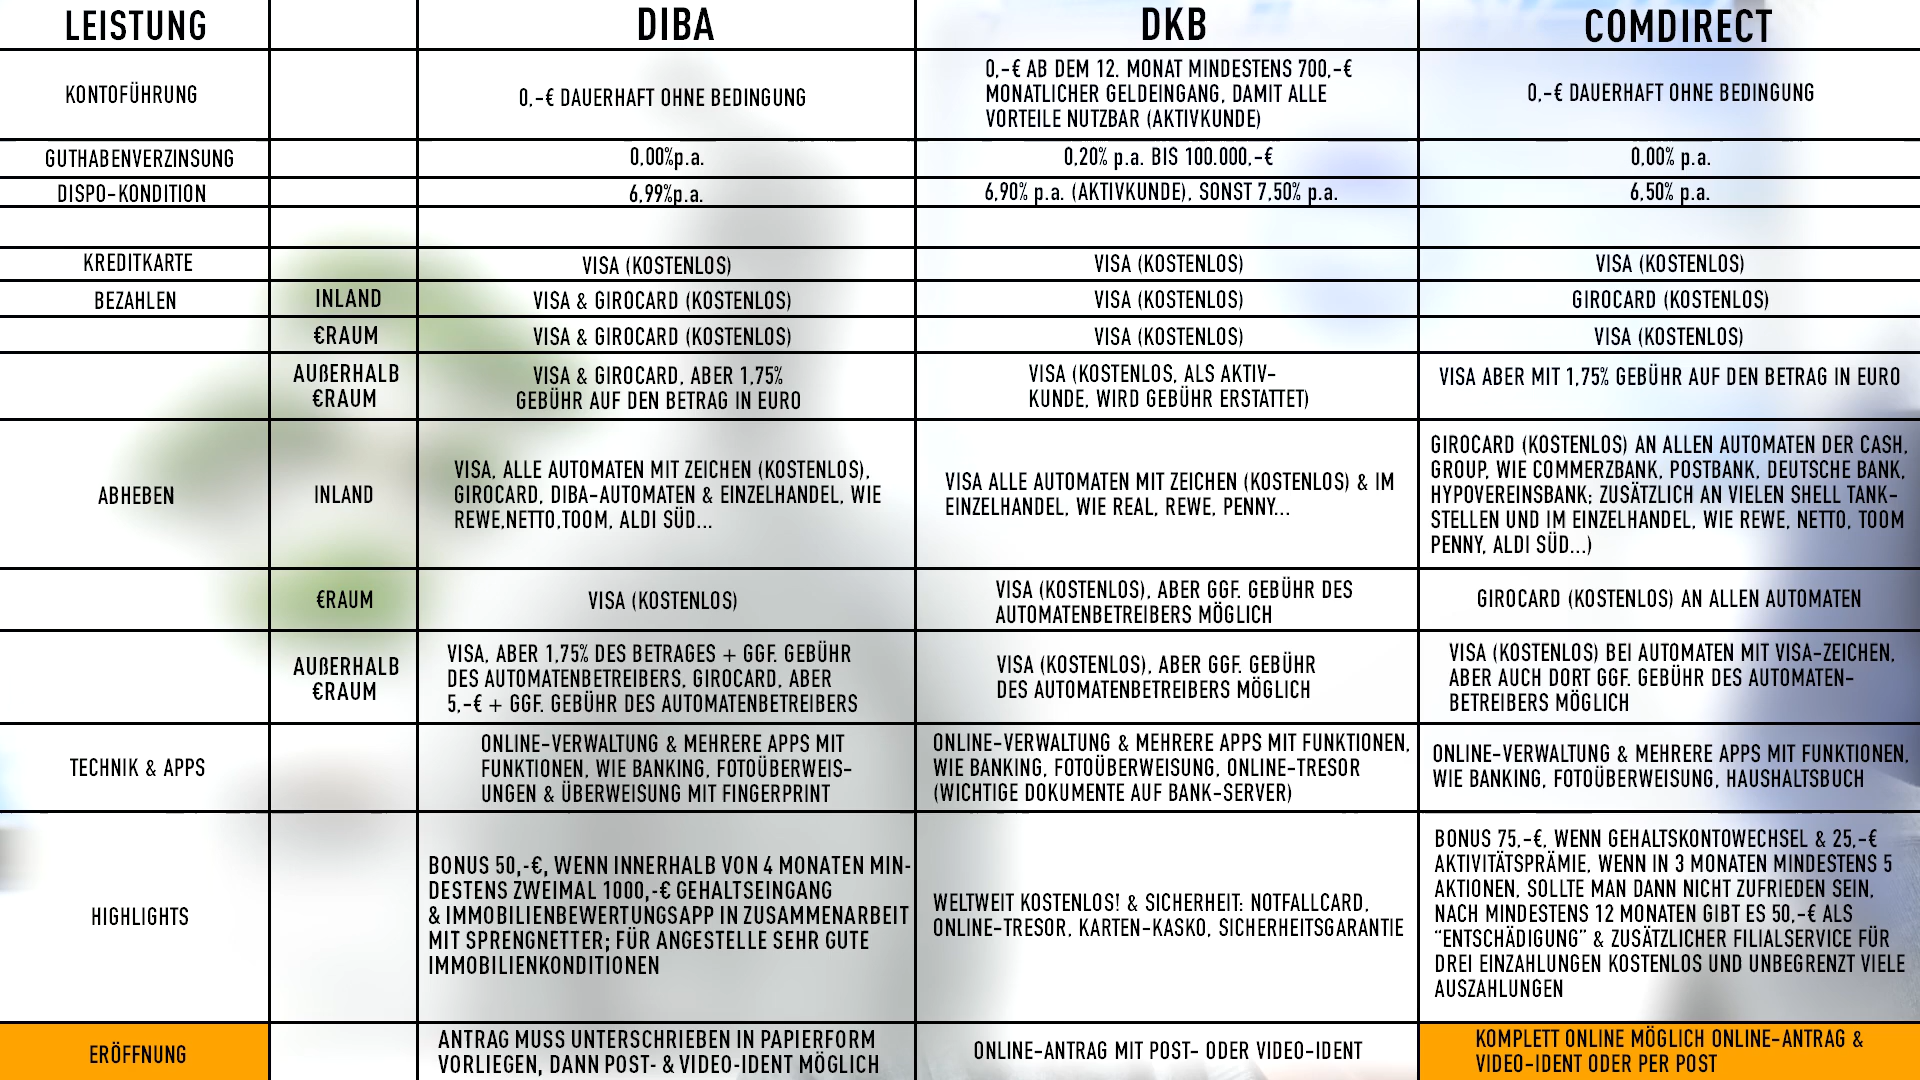 LEISTUNG DIBA DKB COMDIRECT
KONTOFÜHRUNG
0,-€ DAUERHAFT OHNE BEDINGUNG
0,-€ AB DEM 12. MONAT MINDESTENS 700,-€
MONATLICHER GELDEINGANG, DAMIT ALLE
VORTEILE NUTZBAR (AKTIVKUNDE)
0,-€ DAUERHAFT OHNE BEDINGUNG
GUTHABENVERZINSUNG 0,00%p.a. 0,20% p.a. BIS 100.000,-€ 0,00% p.a.
DISPO-KONDITION 6,99%p.a. 6,90% p.a. (AKTIVKUNDE), SONST 7,50% p.a. 6,50% p.a.
KREDITKARTE VISA (KOSTENLOS) VISA (KOSTENLOS) VISA (KOSTENLOS)
BEZAHLEN INLAND VISA & GIROCARD (KOSTENLOS) VISA (KOSTENLOS) GIROCARD (KOSTENLOS)
€RAUM VISA & GIROCARD (KOSTENLOS) VISA (KOSTENLOS) VISA (KOSTENLOS)
AUßERHALB
€RAUM
VISA & GIROCARD, ABER 1,75%
GEBÜHR AUF DEN BETRAG IN EURO
VISA (KOSTENLOS, ALS AKTIV-
KUNDE, WIRD GEBÜHR ERSTATTET)
VISA ABER MIT 1,75% GEBÜHR AUF DEN BETRAG IN EURO
ABHEBEN
INLAND
VISA, ALLE AUTOMATEN MIT ZEICHEN (KOSTENLOS),
GIROCARD, DIBA-AUTOMATEN & EINZELHANDEL, WIE
REWE,NETTO,TOOM, ALDI SÜD...
VISA ALLE AUTOMATEN MIT ZEICHEN (KOSTENLOS) & IM
EINZELHANDEL, WIE REAL, REWE, PENNY...
GIROCARD (KOSTENLOS) AN ALLEN AUTOMATEN DER CASH,
GROUP, WIE COMMERZBANK, POSTBANK, DEUTSCHE BANK,
HYPOVEREINSBANK; ZUSÄTZLICH AN VIELEN SHELL TANK-
STELLEN UND IM EINZELHANDEL, WIE REWE, NETTO, TOOM
PENNY, ALDI SÜD...)
€RAUM
VISA (KOSTENLOS)
VISA (KOSTENLOS), ABER GGF. GEBÜHR DES
AUTOMATENBETREIBERS MÖGLICH
GIROCARD (KOSTENLOS) AN ALLEN AUTOMATEN
AUßERHALB
€RAUM
VISA, ABER 1,75% DES BETRAGES + GGF. GEBÜHR
DES AUTOMATENBETREIBERS, GIROCARD, ABER
5,-€ + GGF. GEBÜHR DES AUTOMATENBETREIBERS
VISA (KOSTENLOS), ABER GGF. GEBÜHR
DES AUTOMATENBETREIBERS MÖGLICH
VISA (KOSTENLOS) BEI AUTOMATEN MIT VISA-ZEICHEN,
ABER AUCH DORT GGF. GEBÜHR DES AUTOMATEN-
BETREIBERS MÖGLICH
TECHNIK & APPS
ONLINE-VERWALTUNG & MEHRERE APPS MIT
FUNKTIONEN, WIE BANKING, FOTOÜBERWEIS-
UNGEN & ÜBERWEISUNG MIT FINGERPRINT
ONLINE-VERWALTUNG & MEHRERE APPS MIT FUNKTIONEN,
WIE BANKING, FOTOÜBERWEISUNG, ONLINE-TRESOR
(WICHTIGE DOKUMENTE AUF BANK-SERVER)
ONLINE-VERWALTUNG & MEHRERE APPS MIT FUNKTIONEN,
WIE BANKING, FOTOÜBERWEISUNG, HAUSHALTSBUCH
HIGHLIGHTS
BONUS 50,-€, WENN INNERHALB VON 4 MONATEN MIN-
DESTENS ZWEIMAL 1000,-€ GEHALTSEINGANG
& IMMOBILIENBEWERTUNGSAPP IN ZUSAMMENARBEIT
MIT SPRENGNETTER; FÜR ANGESTELLE SEHR GUTE
IMMOBILIENKONDITIONEN
WELTWEIT KOSTENLOS! & SICHERHEIT: NOTFALLCARD,
ONLINE-TRESOR, KARTEN-KASKO, SICHERHEITSGARANTIE
BONUS 75,-€, WENN GEHALTSKONTOWECHSEL & 25,-€
AKTIVITÄTSPRÄMIE, WENN IN 3 MONATEN MINDESTENS 5
AKTIONEN, SOLLTE MAN DANN NICHT ZUFRIEDEN SEIN,
NACH MINDESTENS 12 MONATEN GIBT ES 50,-€ ALS
“ENTSCHÄDIGUNG” & ZUSÄTZLICHER FILIALSERVICE FÜR
DREI EINZAHLUNGEN KOSTENLOS UND UNBEGRENZT VIELE
AUSZAHLUNGEN
ERÖFFNUNG
ANTRAG MUSS UNTERSCHRIEBEN IN PAPIERFORM
VORLIEGEN, DANN POST- & VIDEO-IDENT MÖGLICH
ONLINE-ANTRAG MIT POST- ODER VIDEO-IDENT
KOMPLETT ONLINE MÖGLICH ONLINE-ANTRAG &
VIDEO-IDENT ODER PER POST